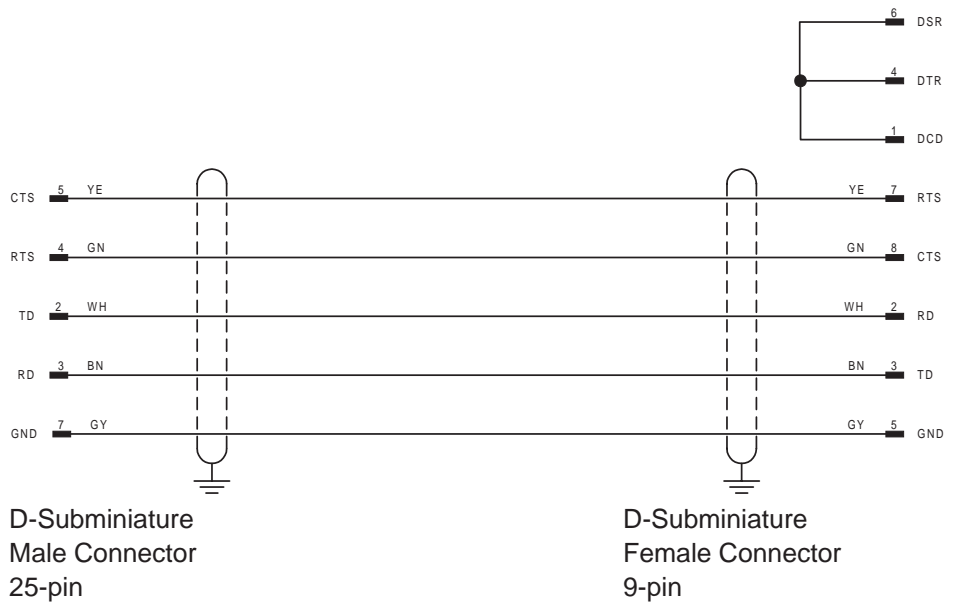 6 DSR
4 DTR
1 DCD
CTS 5 YE YE 7 RTS
RTS 4 GN GN 8 CTS
TD 2 WH WH 2 RD
RD 3 BN BN 3 TD
GND 7 GY GY 5 GND
D-Subminiature
Male Connector
25-pin
D-Subminiature
Female Connector
9-pin